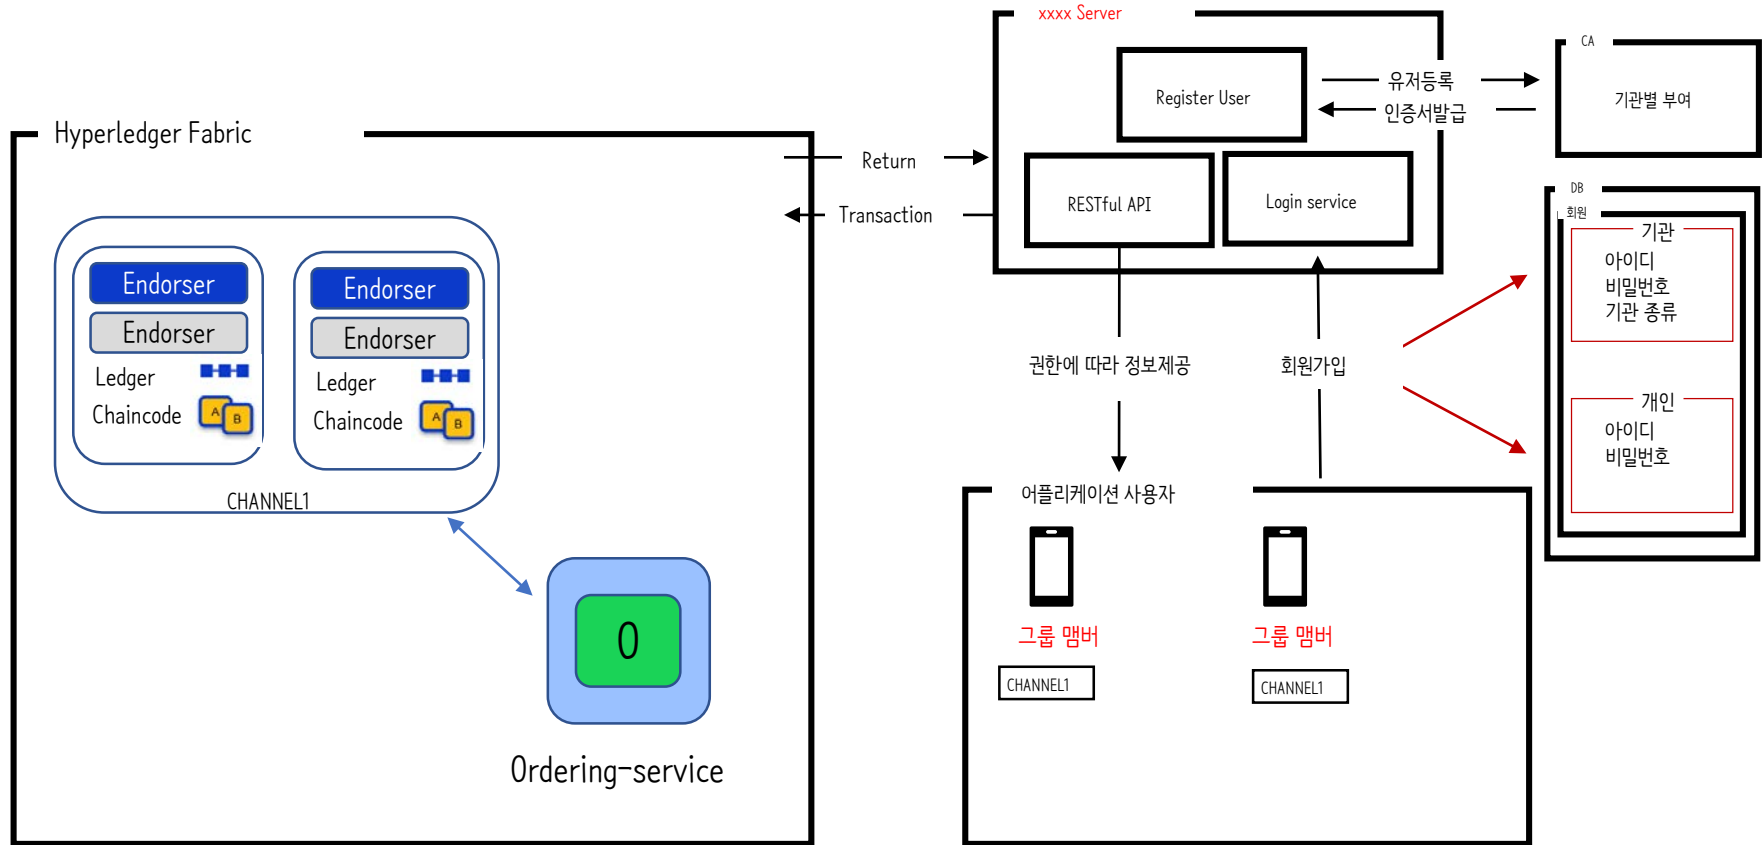 xxxx Server
Register User
RESTful API
Login service
유저등록
인증서발급
CA
기관별 부여
Hyperledger Fabric
Return
Transaction
Endorser
Endorser
Ledger
Chaincode
A
B
Endorser
Endorser
Ledger
Chaincode
A
B
CHANNEL1
O
Ordering-service
권한에 따라 정보제공
회원가입
DB
회원
기관
아이디
비밀번호
기관 종류
개인
아이디
비밀번호
어플리케이션 사용자
그룹 맴버
CHANNEL1
그룹 맴버
CHANNEL1